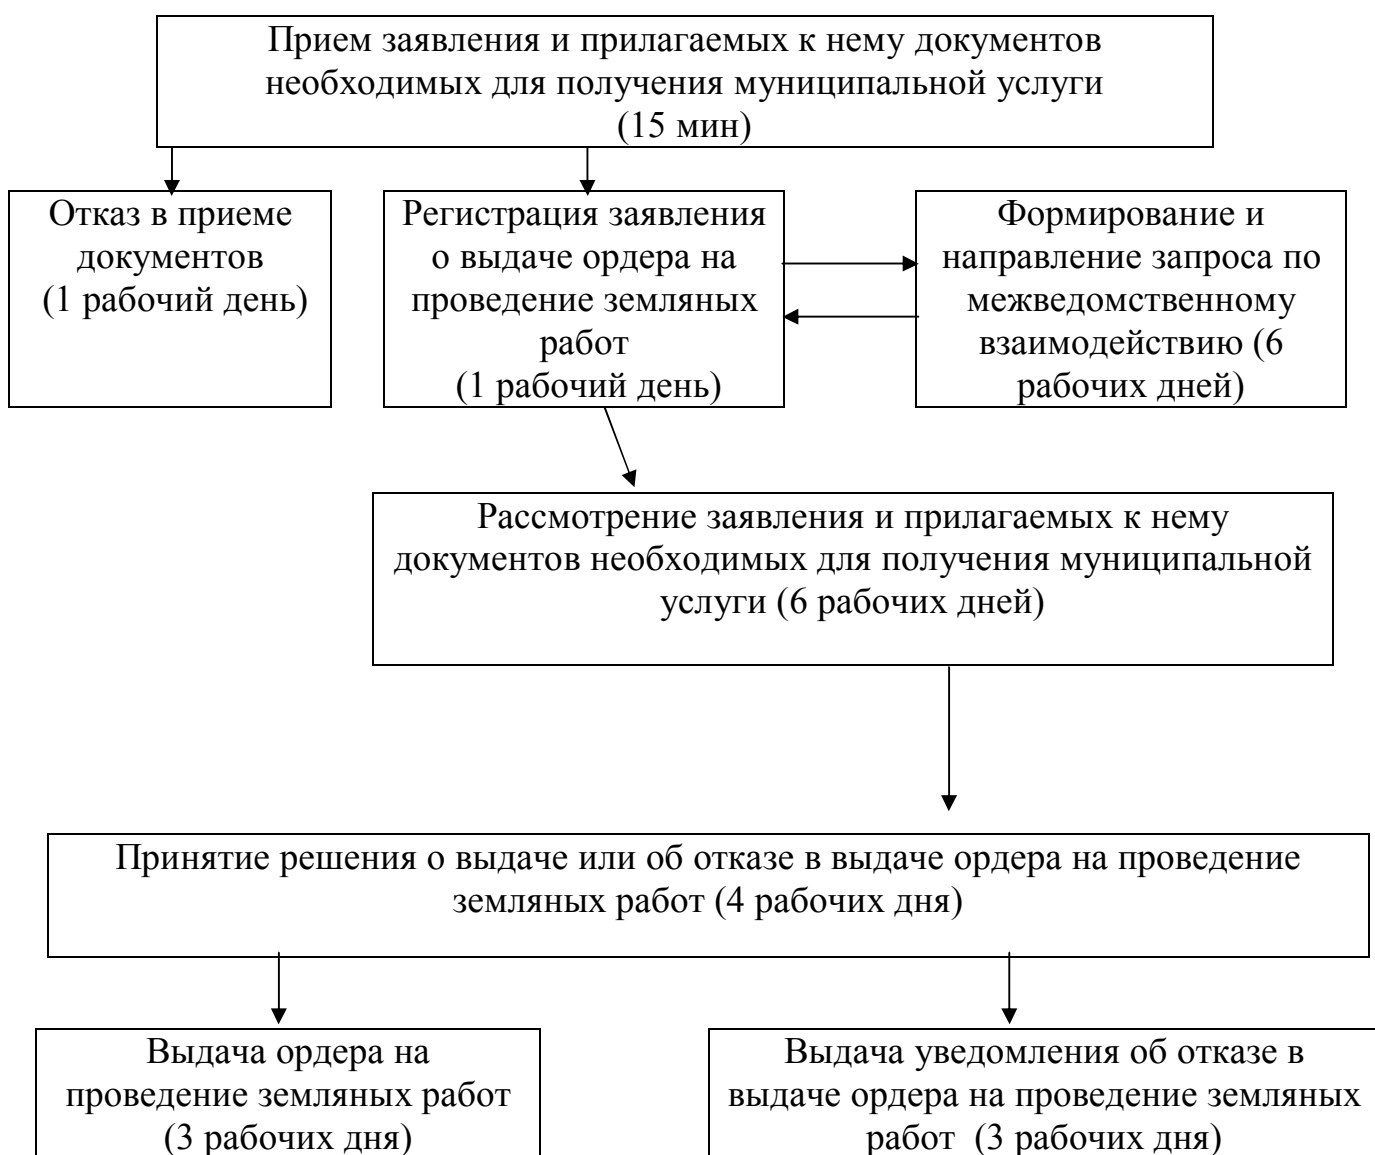 Прием заявления и прилагаемых к нему документов
необходимых для получения муниципальной услуги
(15 мин)
Отказ в приеме
документов
(1 рабочий день)
Регистрация заявления
о выдаче ордера на
проведение земляных
работ
(1 рабочий день)
Формирование и
направление запроса по
межведомственному
взаимодействию (6
рабочих дней)
Рассмотрение заявления и прилагаемых к нему
документов необходимых для получения муниципальной
услуги (6 рабочих дней)
Принятие решения о выдаче или об отказе в выдаче ордера на проведение
земляных работ (4 рабочих дня)
Выдача ордера на
проведение земляных работ
(3 рабочих дня)
Выдача уведомления об отказе в
выдаче ордера на проведение земляных
работ (3 рабочих дня)